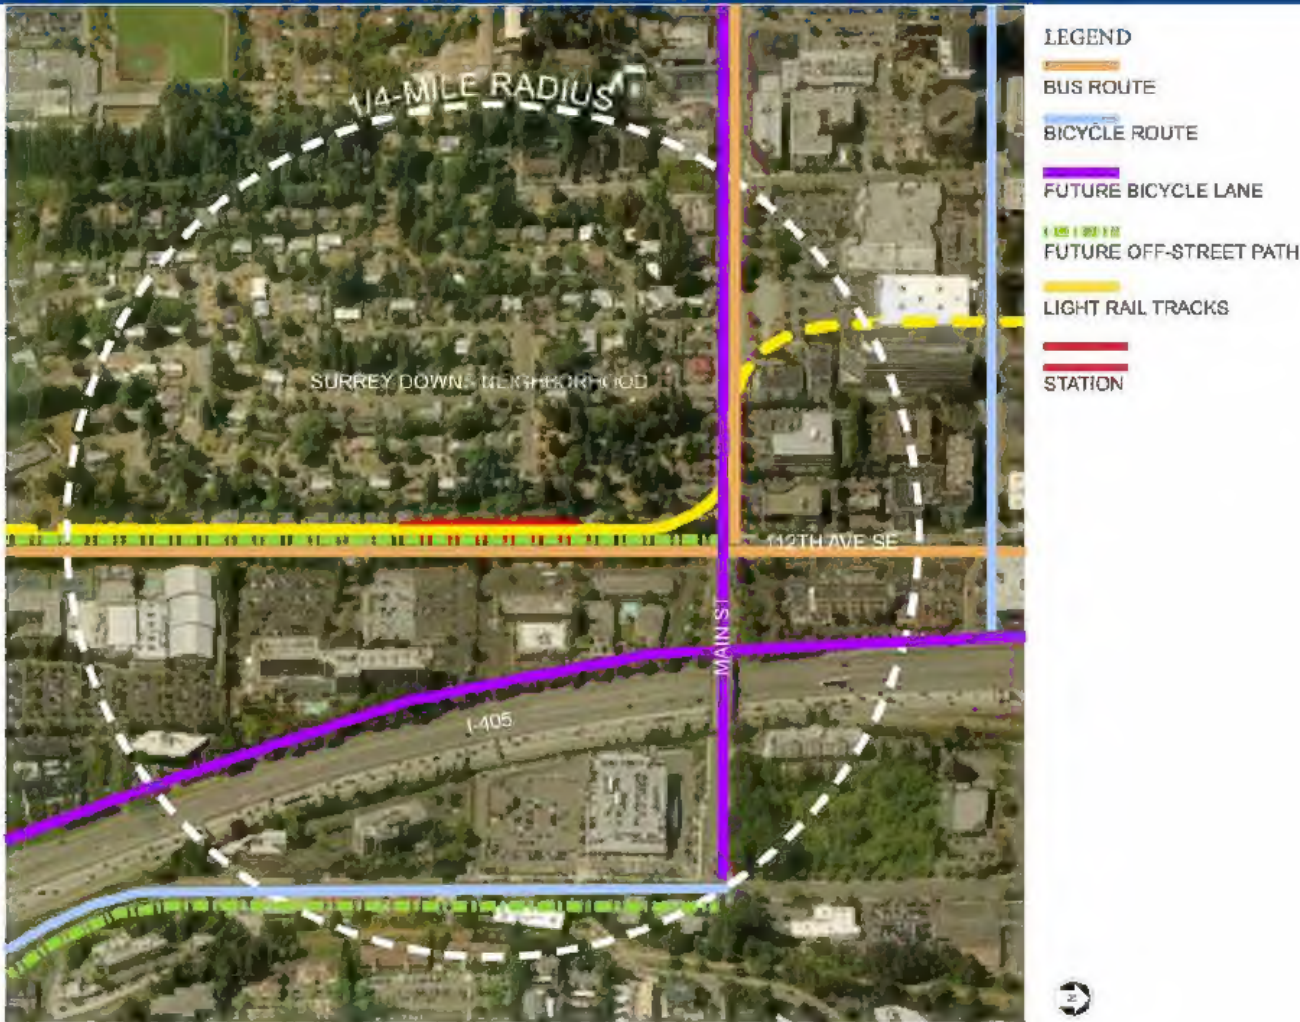 1/4-MILE RADIUS
SURREY DOWNS NEIGHBORHOOD
112TH AVE SE
MAIN ST
I-405
LEGEND
BUS ROUTE
BICYCLE ROUTE
FUTURE BICYCLE LANE
FUTURE OFF-STREET PATH
LIGHT RAIL TRACKS
STATION
N